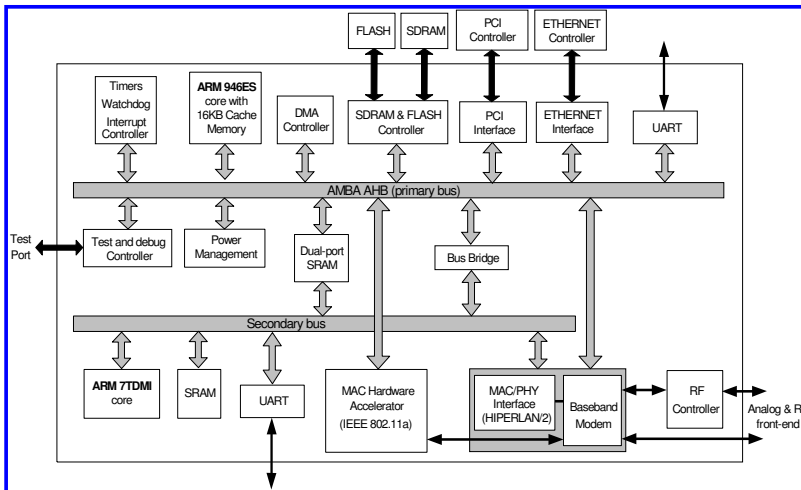 FLASH
SDRAM
PCI
Controller
ETHERNET
Controller
Timers
Watchdog
Interrupt
Controller
ARM 946ES
core with
16KB Cache
Memory
DMA
Controller
SDRAM & FLASH
Controller
PCI
Interface
ETHERNET
Interface
UART
AMBA AHB (primary bus)
Test
Port
Test and debug
Controller
Power
Management
Dual-port
SRAM
Bus Bridge
Secondary bus
ARM 7TDMI
core
SRAM
UART
MAC Hardware
Accelerator
(IEEE 802.11a)
MAC/PHY
Interface
(HIPERLAN/2)
Baseband
Modem
RF
Controller
Analog & R
front-end